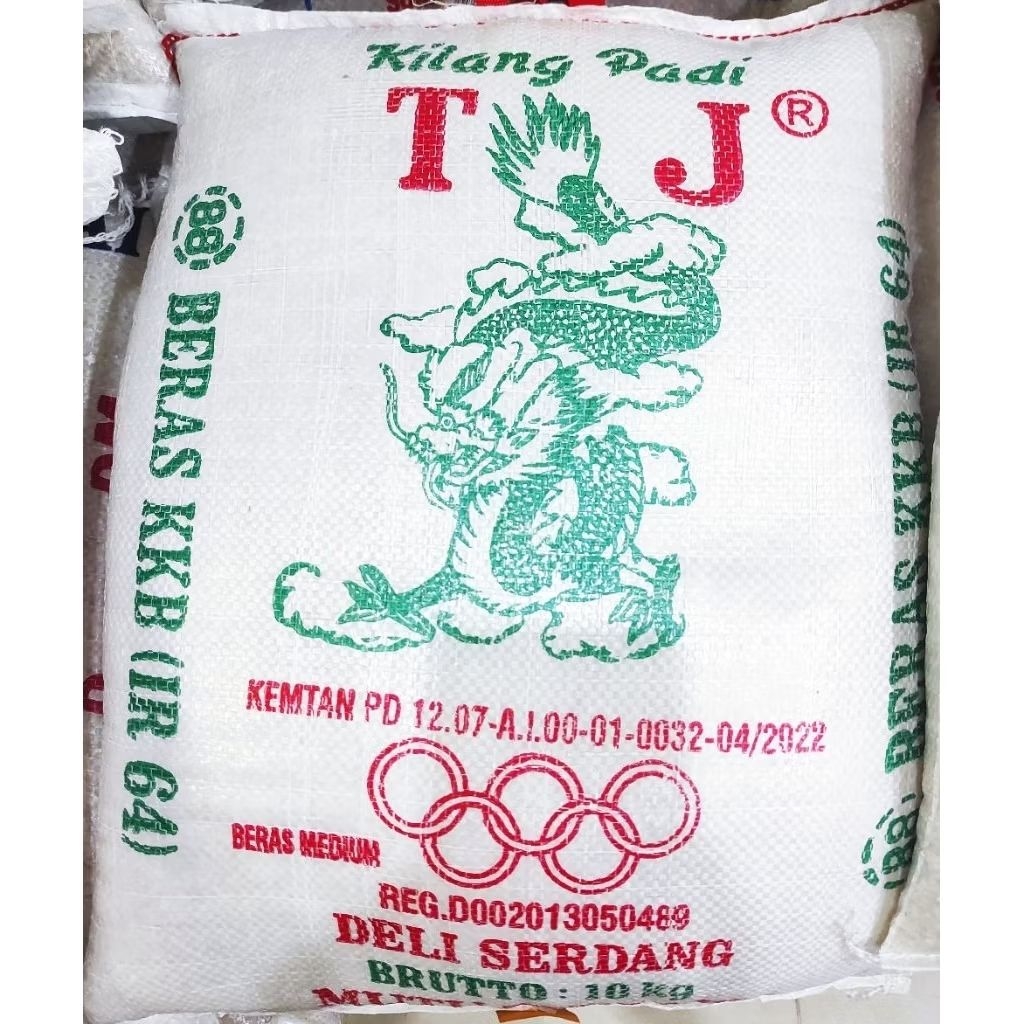 Kilang Padi
T J ®
88 BERAS KKB (IR 64)
88 BERAS KKB (IR 64)
KEMTAN PD 12.07-A.I.00-01-0032-04/2022
BERAS MEDIUM
REG.D002013050489
DELI SERDANG
BRUTTO : 10 kg